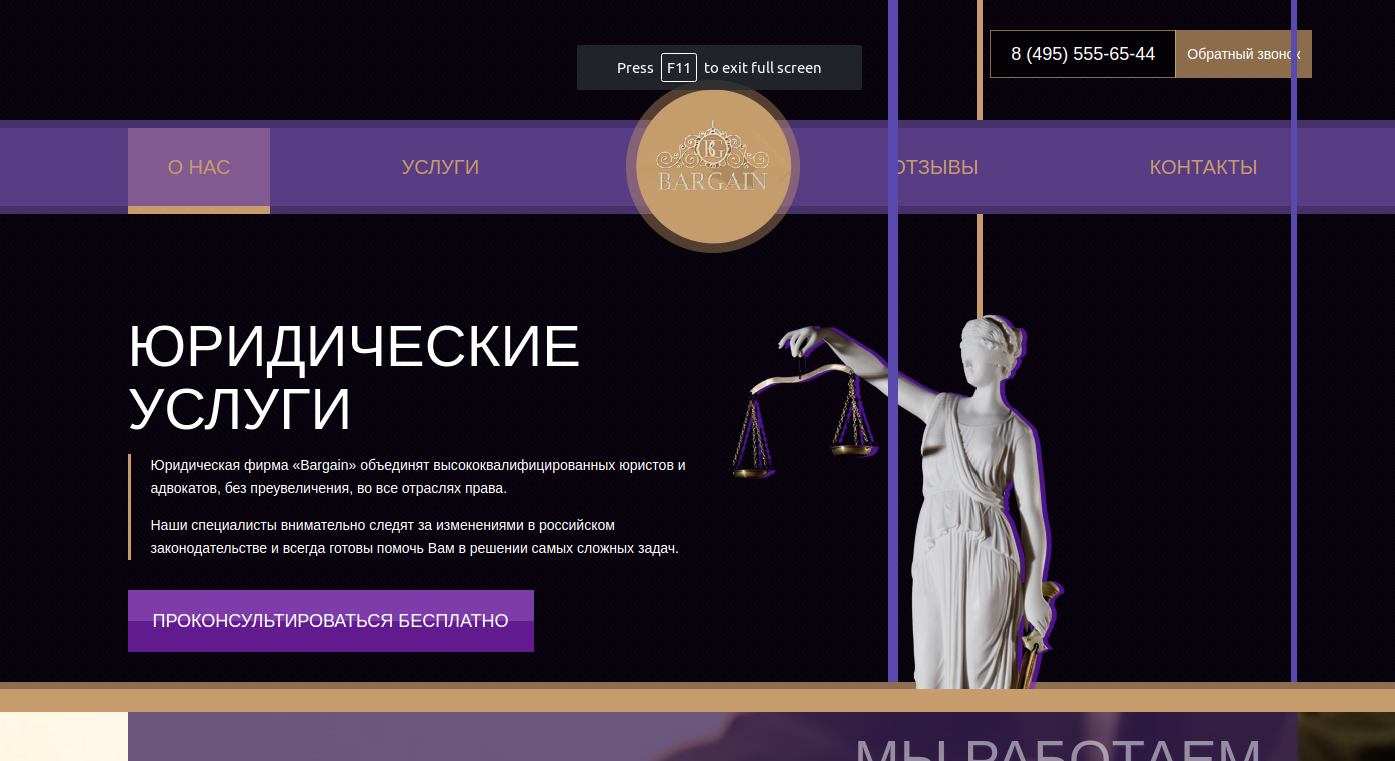 8 (495) 555-65-44
Обратный звонок
Press F11 to exit full screen
О НАС
УСЛУГИ
BARGAIN
ОТЗЫВЫ
КОНТАКТЫ
ЮРИДИЧЕСКИЕ
УСЛУГИ
Юридическая фирма «Bargain» объединят высококвалифицированных юристов и
адвокатов, без преувеличения, во все отраслях права.
Наши специалисты внимательно следят за изменениями в российском
законодательстве и всегда готовы помочь Вам в решении самых сложных задач.
ПРОКОНСУЛЬТИРОВАТЬСЯ БЕСПЛАТНО
МЫ РАБОТАЕМ